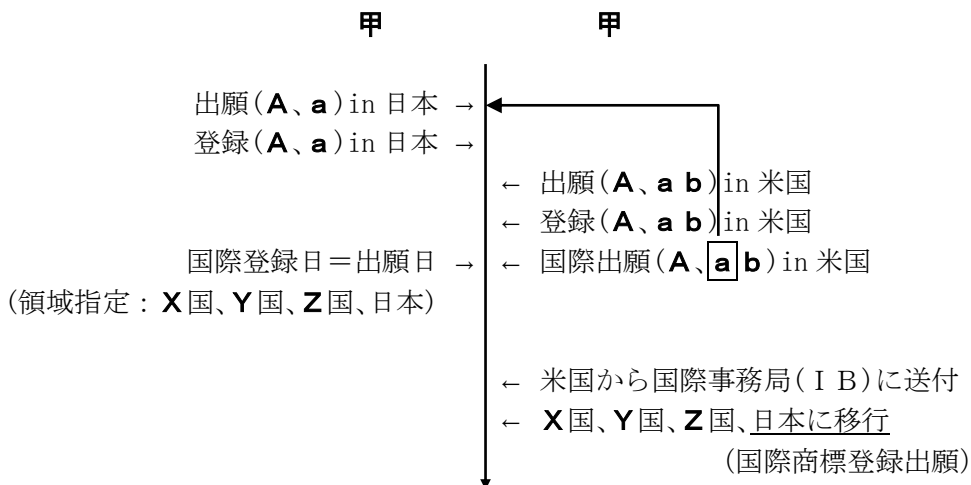 甲 甲
出願(A、a)in 日本 →
登録(A、a)in 日本 →
← 出願(A、a b)in 米国
← 登録(A、a b)in 米国
国際登録日＝出願日 → ← 国際出願(A、a b)in 米国
(領域指定：X国、Y国、Z国、日本)
← 米国から国際事務局(ＩＢ)に送付
← X国、Y国、Z国、日本に移行
(国際商標登録出願)